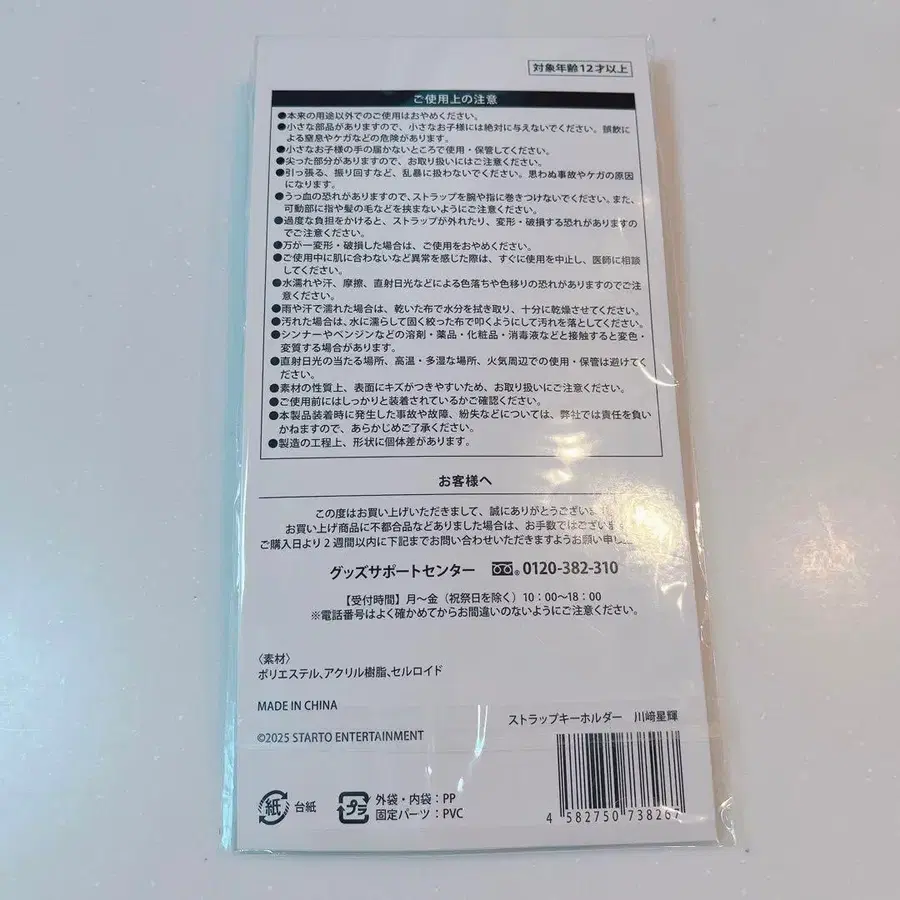 対象年齢12才以上
ご使用上の注意
●本来の用途以外でのご使用はおやめください。
●小さな部品がありますので、小さなお子様には絶対に与えないでください。誤飲による窒息やケガなどの危険があります。
●小さなお子様の手の届かないところで使用・保管してください。
●尖った部分がありますので、お取り扱いにはご注意ください。
●引っ張る、振り回すなど、乱暴に扱わないでください。思わぬ事故やケガの原因
になります。
●うっ血の恐れがありますので、ストラップを腕や指に巻きつけないでください。また、
可動部に指や髪の毛などを挟まないようにご注意ください。
●過度な負担をかけると、ストラップが外れたり、変形・破損する恐れがありますの
でご注意ください。
●万が一変形・破損した場合は、ご使用をおやめください。
●ご使用中に肌に合わないなど異常を感じた際は、すぐに使用を中止し、医師に相談
してください。
●水濡れや汗、摩擦、直射日光などによる色落ちや色移りの恐れがありますのでご注
意ください。
●雨や汗で濡れた場合は、乾いた布で水分を拭き取り、十分に乾燥させてください。
●汚れた場合は、水に濡らして固く絞った布で叩くようにして汚れを落としてください。
●シンナーやベンジンなどの溶剤・薬品・化粧品・消毒液などと接触すると変色・
変質する場合があります。
●直射日光の当たる場所、高温・多湿な場所、火気周辺での使用・保管は避けてく
ださい。
●素材の性質上、表面にキズがつきやすいため、お取り扱いにご注意ください。
●ご使用前にはしっかりと装着されているかご確認ください。
●本製品装着時に発生した事故や故障、紛失などについては、弊社では責任を負い
かねますので、あらかじめご了承ください。
●製造の工程上、形状に個体差があります。
お客様へ
この度はお買い上げいただきまして、誠にありがとうござい
お買い上げ商品に不都合品などありました場合は、お手数ではござい
ご購入日より2週間以内に下記までお問い合わせいただきますようお願い申し
グッズサポートセンター 0120-382-310
【受付時間】月〜金（祝祭日を除く）10：00〜18：00
※電話番号はよく確かめてからお間違いのないようにご注意ください。
〈素材〉
ポリエステル、アクリル樹脂、セルロイド
MADE IN CHINA
©2025 STARTO ENTERTAINMENT
ストラップキーホルダー 川﨑星輝
紙 台紙
プラ 外袋・内袋：PP
固定パーツ：PVC
4 582750 738267